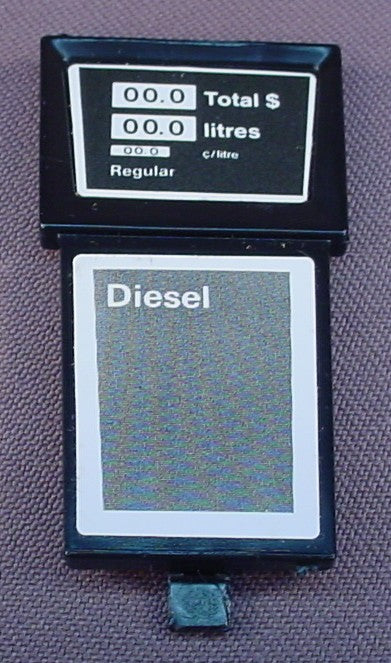 00.0 Total $
00.0 litres
00.0 ¢/litre
Regular
Diesel